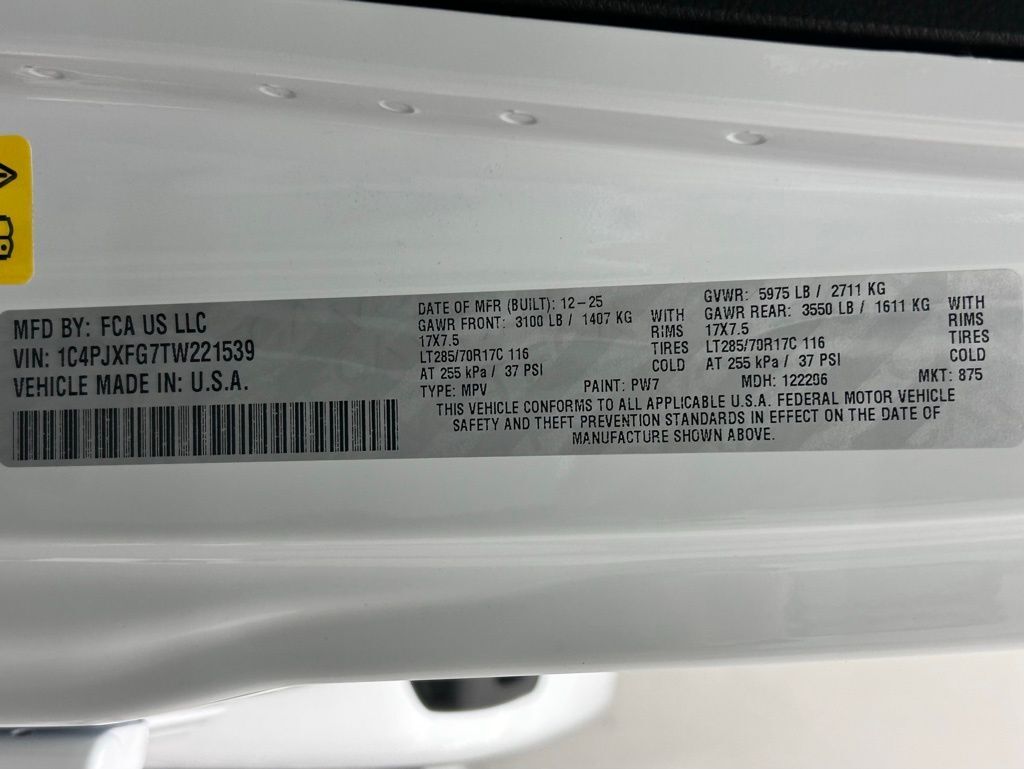 MFD BY: FCA US LLC
VIN: 1C4PJXFG7TW221539
VEHICLE MADE IN: U.S.A.
DATE OF MFR (BUILT): 12-25
GAWR FRONT: 3100 LB / 1407 KG
17X7.5
LT285/70R17C 116
AT 255 kPa / 37 PSI
WITH
RIMS
TIRES
COLD
GVWR: 5975 LB / 2711 KG
GAWR REAR: 3550 LB / 1611 KG
17X7.5
LT285/70R17C 116
AT 255 kPa / 37 PSI
WITH
RIMS
TIRES
COLD
TYPE: MPV PAINT: PW7 MDH: 122206 MKT: 875
THIS VEHICLE CONFORMS TO ALL APPLICABLE U.S.A. FEDERAL MOTOR VEHICLE
SAFETY AND THEFT PREVENTION STANDARDS IN EFFECT ON THE DATE OF
MANUFACTURE SHOWN ABOVE.